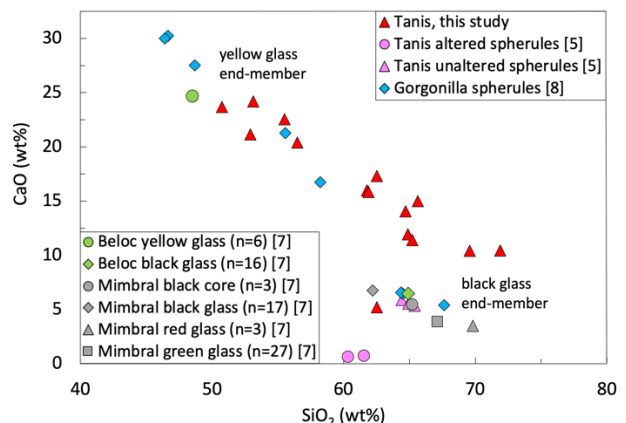 30
25
20
15
10
5
0
CaO (wt%)
40
50
60
70
80
SiO₂ (wt%)
yellow glass
end-member
black glass
end-member
Tanis, this study
Tanis altered spherules [5]
Tanis unaltered spherules [5]
Gorgonilla spherules [8]
Beloc yellow glass (n=6) [7]
Beloc black glass (n=16) [7]
Mimbral black core (n=3) [7]
Mimbral black glass (n=17) [7]
Mimbral red glass (n=3) [7]
Mimbral green glass (n=27) [7]